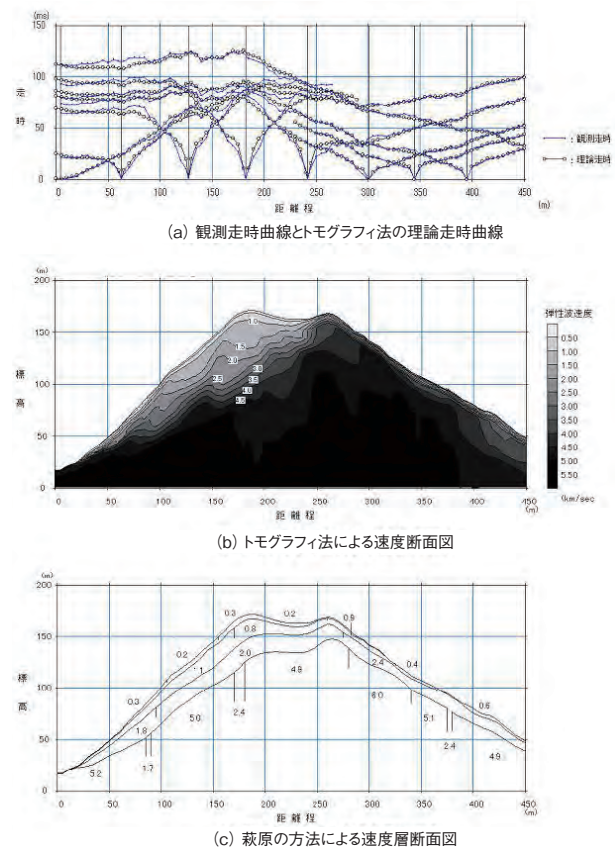 (ms)
150
100
50
0
走
時
0 50 100 150 200 250 300 350 400 450
(m)
距離程
:観測走時
:理論走時
(a) 観測走時曲線とトモグラフィ法の理論走時曲線
(m)
200
150
100
50
0
標
高
1.0
1.5
2.0
2.5
0 50 100 150 200 250 300 350 400 450
(m)
距離程
弾性波速度
0.50
1.00
1.50
2.00
2.50
3.00
3.50
4.00
4.50
5.00
5.50
(km/sec
(b) トモグラフィ法による速度断面図
(m)
200
150
100
50
0
標
高
0.3 0.2 0.9
0.2 0.8
1.1 2.0 2.4 0.4
0.3 4.9 0.6
1.8 5.0 2.4 6.0 5.1
5.2 1.7 2.4 4.9
0 50 100 150 200 250 300 350 400 450
(m)
距離程
(c) 萩原の方法による速度層断面図